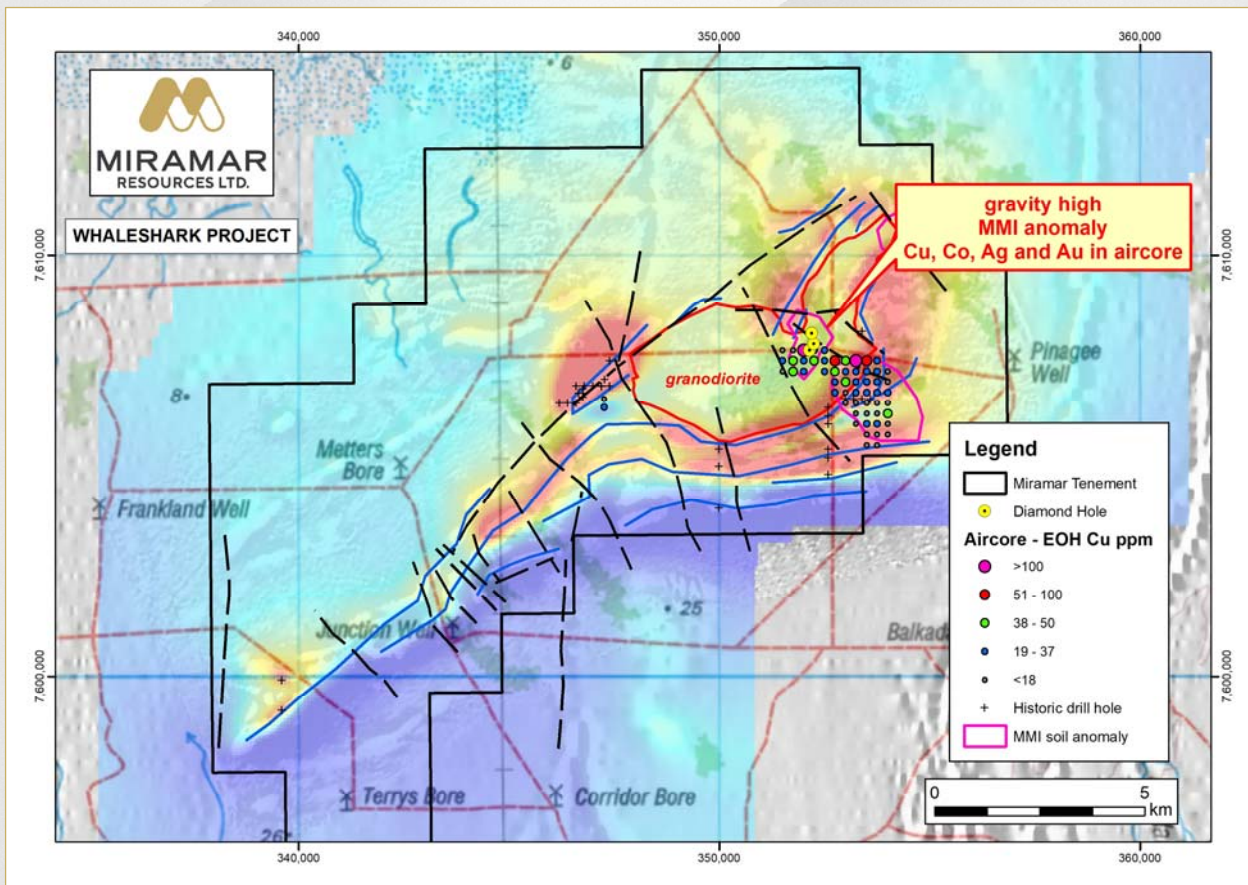 340,000
350,000
360,000
MIRAMAR
RESOURCES LTD.
WHALESHARK PROJECT
6
gravity high
MMI anomaly
Cu, Co, Ag and Au in aircore
7,610,000
7,610,000
Pinagee
Well
8
granodiorite
Metters
Bore
Frankland Well
Legend
Miramar Tenement
Diamond Hole
Aircore - EOH Cu ppm
>100
51 - 100
38 - 50
19 - 37
<18
Historic drill hole
MMI soil anomaly
25
Junction Well
Balkada
7,600,000
7,600,000
0
5
km
Terrys Bore
Corridor Bore
26
340,000
350,000
360,000